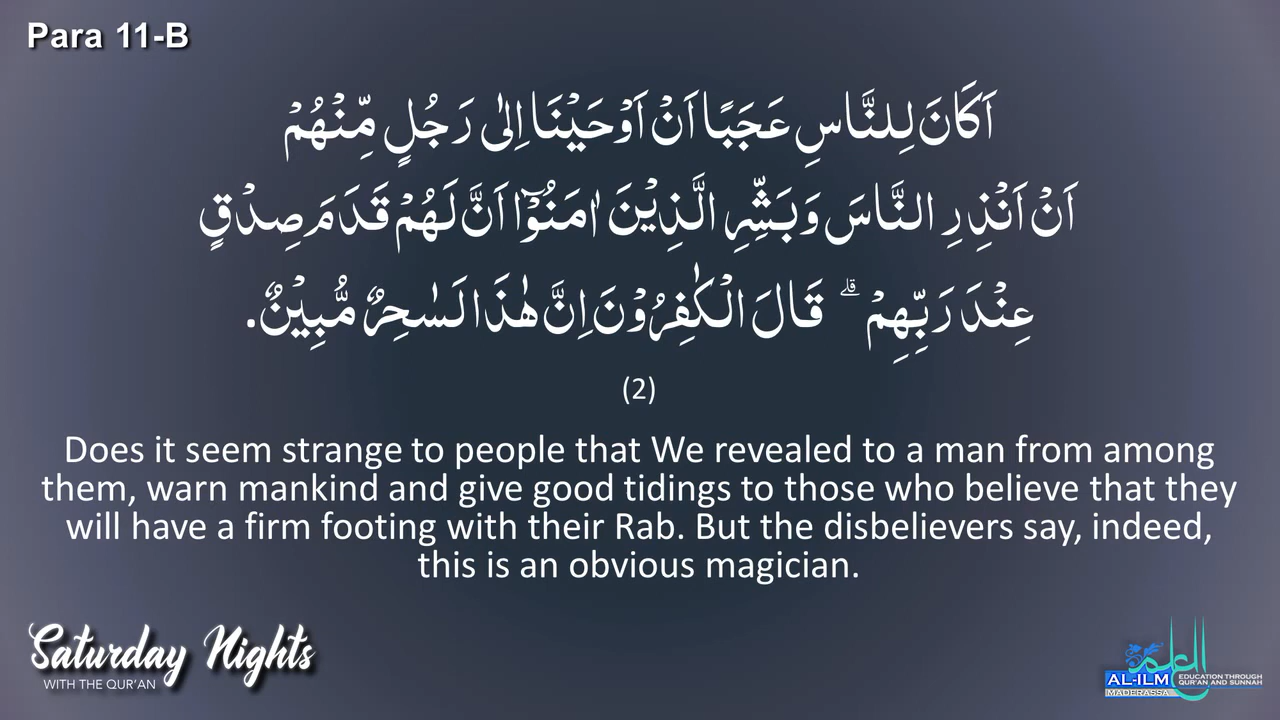 Para 11-B
اَكَانَ لِلنَّاسِ عَجَبًا اَنْ اَوْحَيْنَا اِلٰى رَجُلٍ مِّنْهُمْ
اَنْ اَنْذِرِ النَّاسَ وَبَشِّرِ الَّذِيْنَ اٰمَنُوْٓا اَنَّ لَهُمْ قَدَمَ صِدْقٍ
عِنْدَ رَبِّهِمْ ؔؕ قَالَ الْكٰفِرُوْنَ اِنَّ هٰذَا لَسٰحِرٌ مُّبِيْنٌ.
(2)
Does it seem strange to people that We revealed to a man from among
them, warn mankind and give good tidings to those who believe that they
will have a firm footing with their Rab. But the disbelievers say, indeed,
this is an obvious magician.
Saturday Nights
WITH THE QUR'AN
العلم
AL-ILM
MADERASSA
EDUCATION THROUGH
QUR'AN AND SUNNAH